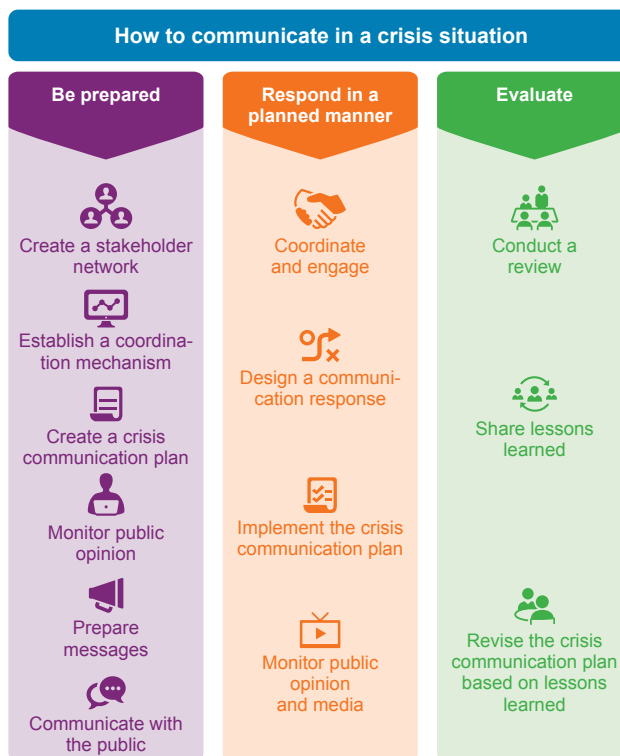 How to communicate in a crisis situation
Be prepared
Create a stakeholder
network
Establish a coordina-
tion mechanism
Create a crisis
communication plan
Monitor public
opinion
Prepare
messages
Communicate with
the public
Respond in a
planned manner
Coordinate
and engage
Design a communi-
cation response
Implement the crisis
communication plan
Monitor public
opinion
and media
Evaluate
Conduct a
review
Share lessons
learned
Revise the crisis
communication plan
based on lessons
learned